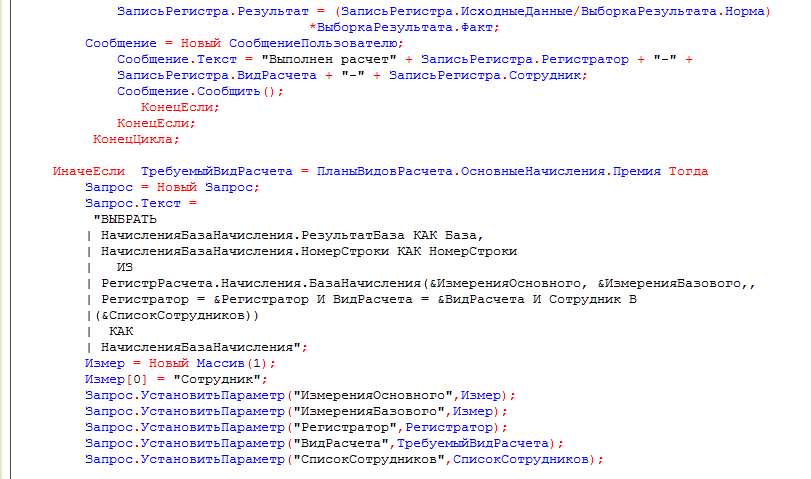 ЗаписьРегистра.Результат = (ЗаписьРегистра.ИсходныеДанные/ВыборкаРезультата.Норма)
*ВыборкаРезультата.Факт;
Сообщение = Новый СообщениеПользователю;
Сообщение.Текст = "Выполнен расчет" + ЗаписьРегистра.Регистратор + "-" +
ЗаписьРегистра.ВидРасчета + "-" + ЗаписьРегистра.Сотрудник;
Сообщение.Сообщить();
КонецЕсли;
КонецЕсли;
КонецЦикла;
ИначеЕсли ТребуемыйВидРасчета = ПланыВидовРасчета.ОсновныеНачисления.Премия Тогда
Запрос = Новый Запрос;
Запрос.Текст =
"ВЫБРАТЬ
| НачисленияБазаНачисления.РезультатБаза КАК База,
| НачисленияБазаНачисления.НомерСтроки КАК НомерСтроки
| ИЗ
| РегистрРасчета.Начисления.БазаНачисления(&ИзмеренияОсновного, &ИзмеренияБазового,,
| Регистратор = &Регистратор И ВидРасчета = &ВидРасчета И Сотрудник В
|(&СписокСотрудников))
| КАК
| НачисленияБазаНачисления";
Измер = Новый Массив(1);
Измер[0] = "Сотрудник";
Запрос.УстановитьПараметр("ИзмеренияОсновного",Измер);
Запрос.УстановитьПараметр("ИзмеренияБазового",Измер);
Запрос.УстановитьПараметр("Регистратор",Регистратор);
Запрос.УстановитьПараметр("ВидРасчета",ТребуемыйВидРасчета);
Запрос.УстановитьПараметр("СписокСотрудников",СписокСотрудников);